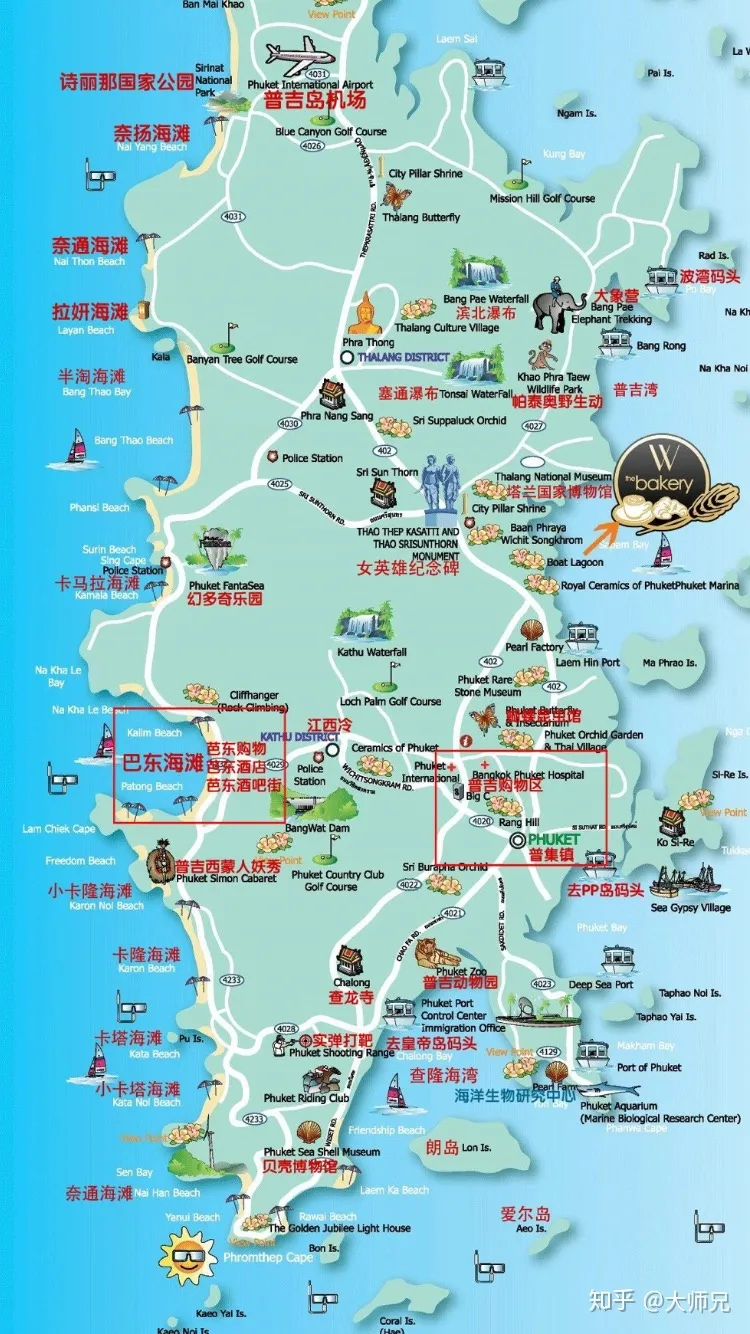 Ban Mai Khao
View Point
Laem Sai
Sirinat
National
Park
诗丽那国家公园
4031
Phuket International Airport
普吉岛机场
Pai Is.
Ngam Is.
奈扬海滩
Nai Yang Beach
Blue Canyon Golf Course
4026
Kung Bay
City Pillar Shrine
Mission Hill Golf Course
Thalang Butterfly
THEPKRASATTRI RD.
4031
奈通海滩
Nai Thon Beach
Rad Is.
波湾码头
Po Bay
Bang Pae Waterfall
滨北瀑布
大象营
Bang Pae
Elephant Trekking
拉妍海滩
Layan Beach
Thalang Culture Village
Phra Thong
Bang Rong
Kala
Banyan Tree Golf Course
THALANG DISTRICT
Na Kha Noi
半淘海滩
Bang Thao Bay
塞通瀑布
Tonsai WaterFall
Khao Phra Taew
Wildlife Park
帕泰奥野生动
普吉湾
Phra Nang Sang
4030
Sri Suppaluck Orchid
4027
Bang Thao Beach
402
Police Station
Sri Sun Thorn
Thalang National Museum
塔兰国家博物馆
W
the bakery
4025
SRI SUNTHORN RD.
City Pillar Shrine
Phansi Beach
THAO THEP KASATTI AND
THAO SRISUNTHORN
MONUMENT
女英雄纪念碑
Baan Phraya
Wichit Songkhrom
Boat Lagoon
Surin Beach
Sing Cape
Police Station
卡马拉海滩
Kamala Beach
Phuket FantaSea
幻多奇乐园
Royal Ceramics of Phuket
Phuket Marina
Kathu Waterfall
Pearl Factory
402
Laem Hin Port
Ma Phrao Is.
Na Kha Le
Bay
Cliffhanger
(Rock Climbing)
Loch Palm Golf Course
Phuket Rare
Stone Museum
402
Na Kha Le Beach
Kalim Beach
KATHU DISTRICT
江西冷
Phuket Butterfly
& Insectarium
Phuket Orchid Garden
& Thai Village
巴东海滩
芭东购物
芭东酒店
芭东酒吧街
4029
Police
Station
Ceramics of Phuket
WICHITSONGKRAM RD.
Phuket
International
Bangkok Phuket Hospital
普吉购物区
Big C
Si-Re Is.
Patong Beach
View Point
Lam Chiek Cape
BangWat Dam
4020
Rang Hill
PHUKET
普集镇
Ko Si-Re
Freedom Beach
普吉西蒙人妖秀
Phuket Simon Cabaret
View Point
Phuket Country Club
Golf Course
Sri Burapha Orchid
4022
去PP岛码头
小卡隆海滩
Karon Noi Beach
Sea Gypsy Village
4021
CHAO FA RD.
SAKDIDET RD.
Phuket Bay
卡隆海滩
Karon Beach
4233
Chalong
查龙寺
Phuket Zoo
普吉动物园
4023
Deep Sea Port
Taphao Noi Is.
Phuket Port
Control Center
Immigration Office
Taphao Yai Is.
卡塔海滩
Kata Beach
Pu Is.
4028
实弹打靶
Phuket Shooting Range
去皇帝岛码头
Chalong Bay
查隆海湾
View Point
4129
Makham Bay
Port of Phuket
小卡塔海滩
Kata Noi Beach
Phuket Riding Club
Pearl Farm
海洋生物研究中心
Phuket Aquarium
(Marine Biological Research Center)
Phanwa Cape
4233
VISET RD.
Friendship Beach
View Point
Phuket Sea Shell Museum
贝壳博物馆
朗岛
Lon Is.
Sen Bay
奈通海滩
Nai Han Beach
Laem Ka Beach
Yanui Beach
Rawai Beach
爱尔岛
Aeo Is.
The Golden Jubilee Light House
View Point
Phromthep Cape
Bon Is.
Kaeo Yai Is.
Kaeo Noi Is.
Coral Is.
(Hae)
知乎 @大师兄